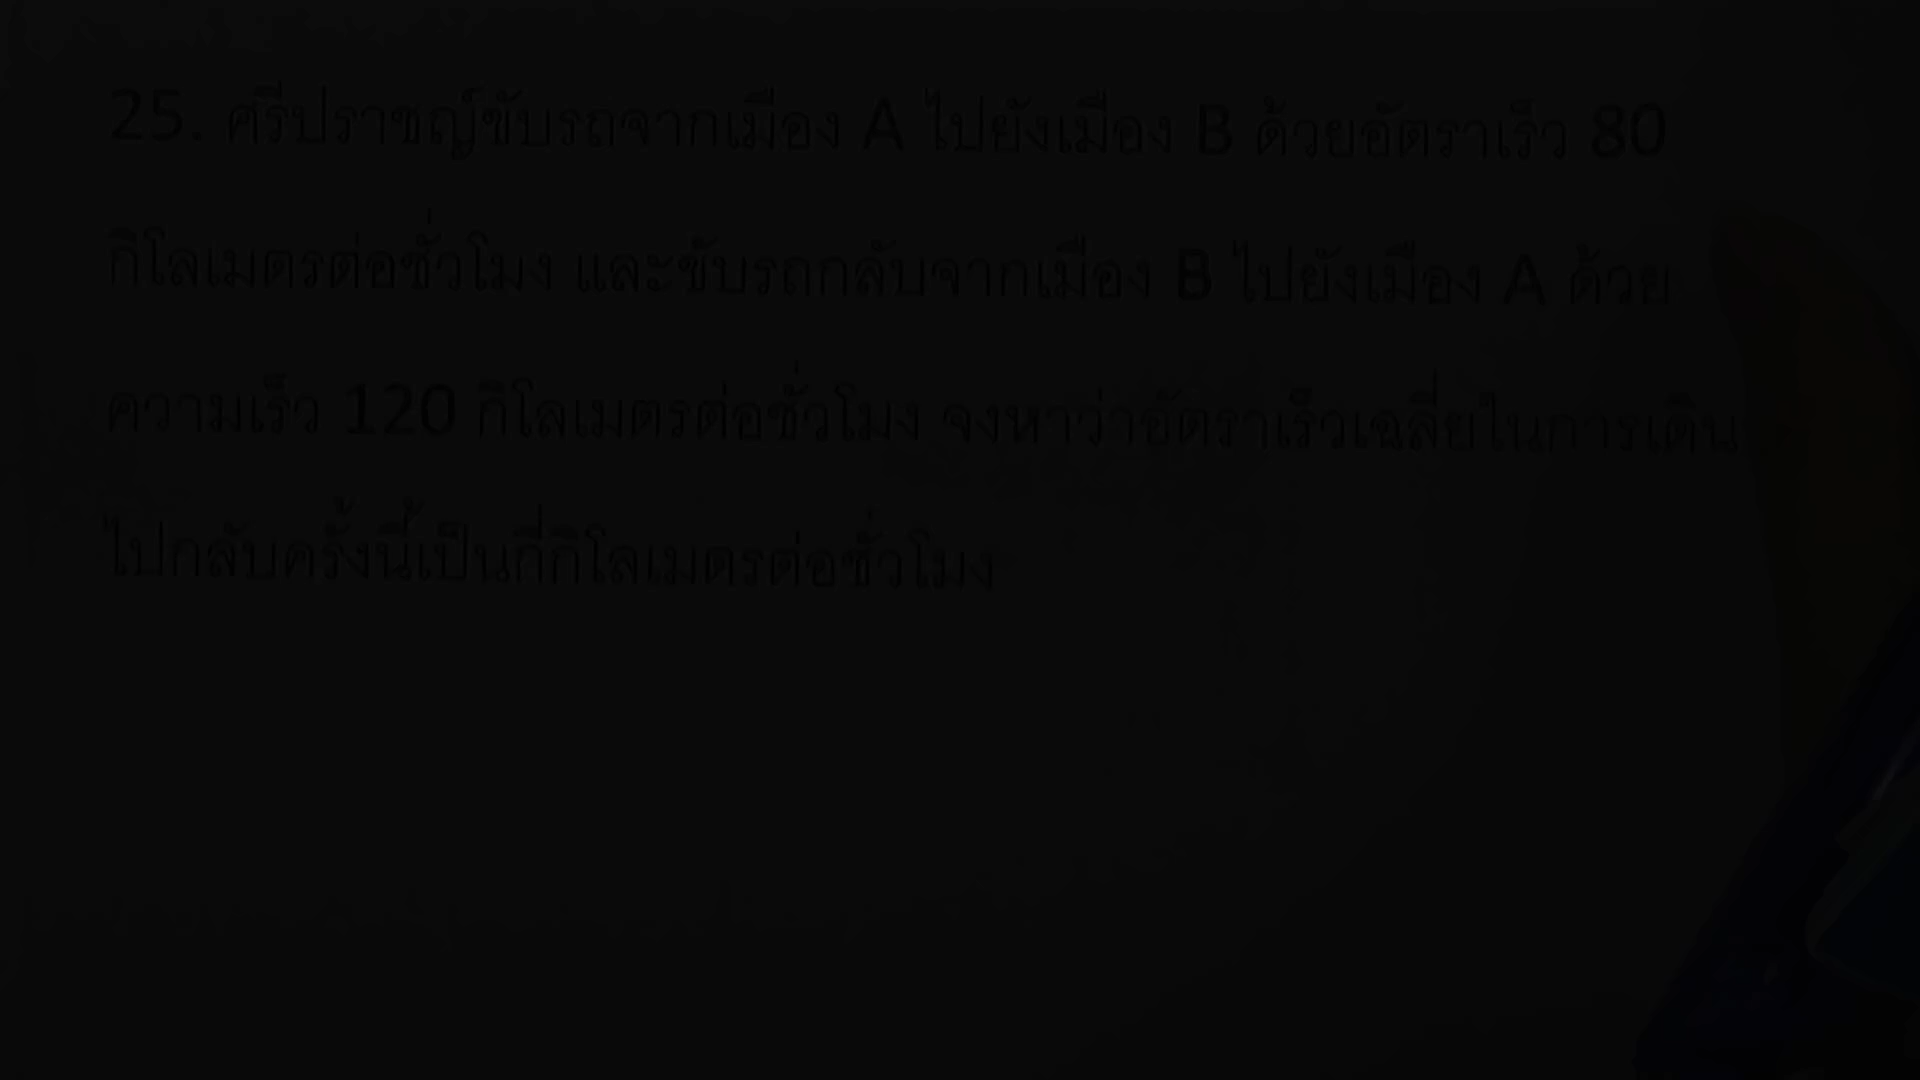 25. ศรีปราชญ์ขับรถจากเมือง A ไปยังเมือง B ด้วยอัตราเร็ว 80
กิโลเมตรต่อชั่วโมง และขับรถกลับจากเมือง B ไปยังเมือง A ด้วย
ความเร็ว 120 กิโลเมตรต่อชั่วโมง จงหาว่าอัตราเร็วเฉลี่ยในการเดิน
ไปกลับครั้งนี้เป็นกี่กิโลเมตรต่อชั่วโมง